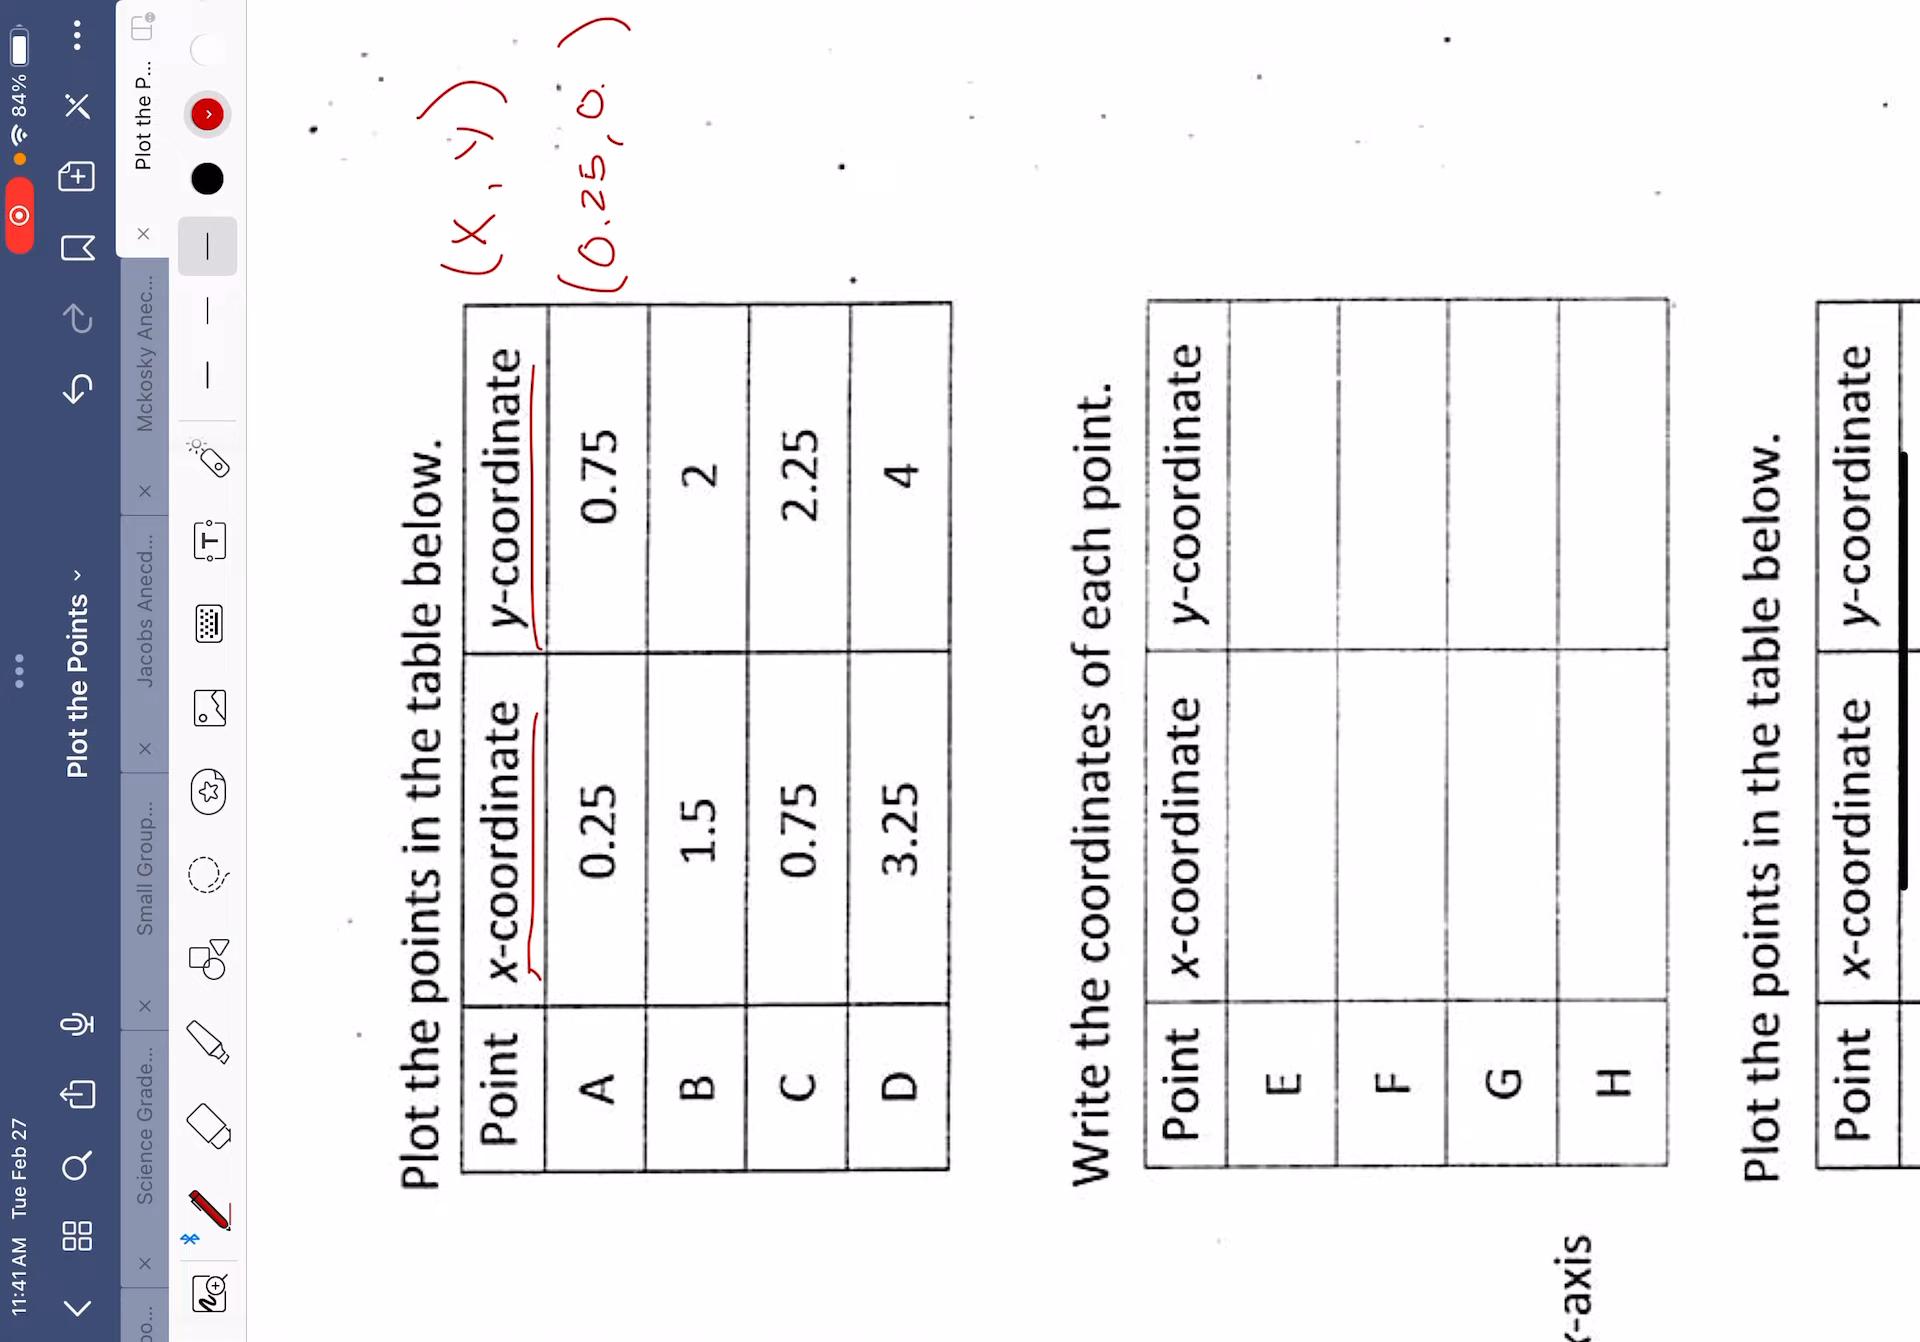 11:41 AM Tue Feb 27
84%
Plot the Points
po...
Science Grade...
Small Group...
Jacobs Anecd...
Mckosky Anec...
Plot the P...
Plot the points in the table below.
Point x-coordinate y-coordinate (x, y)
A 0.25 0.75 (0.25, 0. )
B 1.5 2
C 0.75 2.25
D 3.25 4
Write the coordinates of each point.
Point x-coordinate y-coordinate
E
F
G
H
x-axis
Plot the points in the table below.
Point x-coordinate y-coordinate